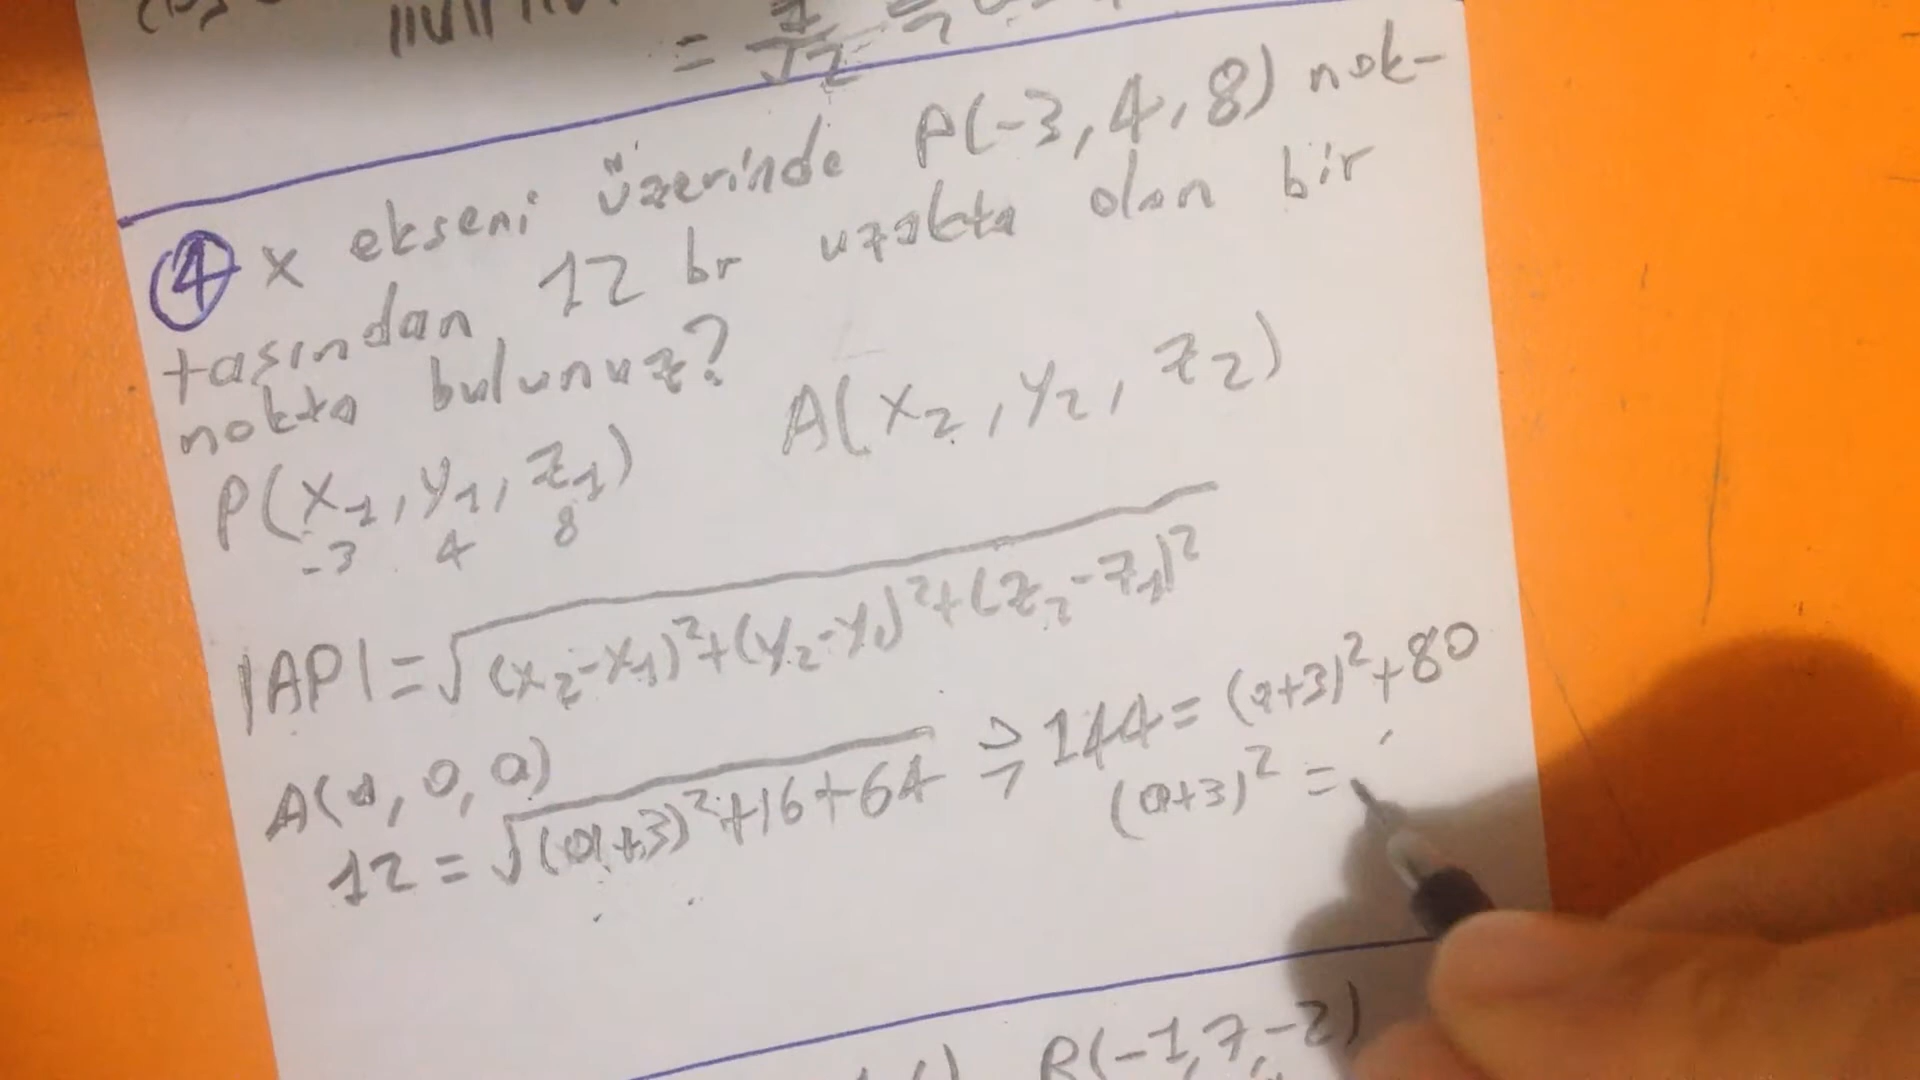 ④ x ekseni üzerinde P(-3, 4, 8) nok-
tasından 12 br uzakta olan bir
nokta bulunuz?
P(x₁, y₁, z₁) A(x₂, y₂, z₂)
-3 4 8
|AP| = √((x₂-x₁)²+(y₂-y₁)²+(z₂-z₁)²)
A(a, 0, 0)
12 = √((a+3)²+16+64) ⇒ 144 = (a+3)²+80
(a+3)² =
B(-1, 7, -2)